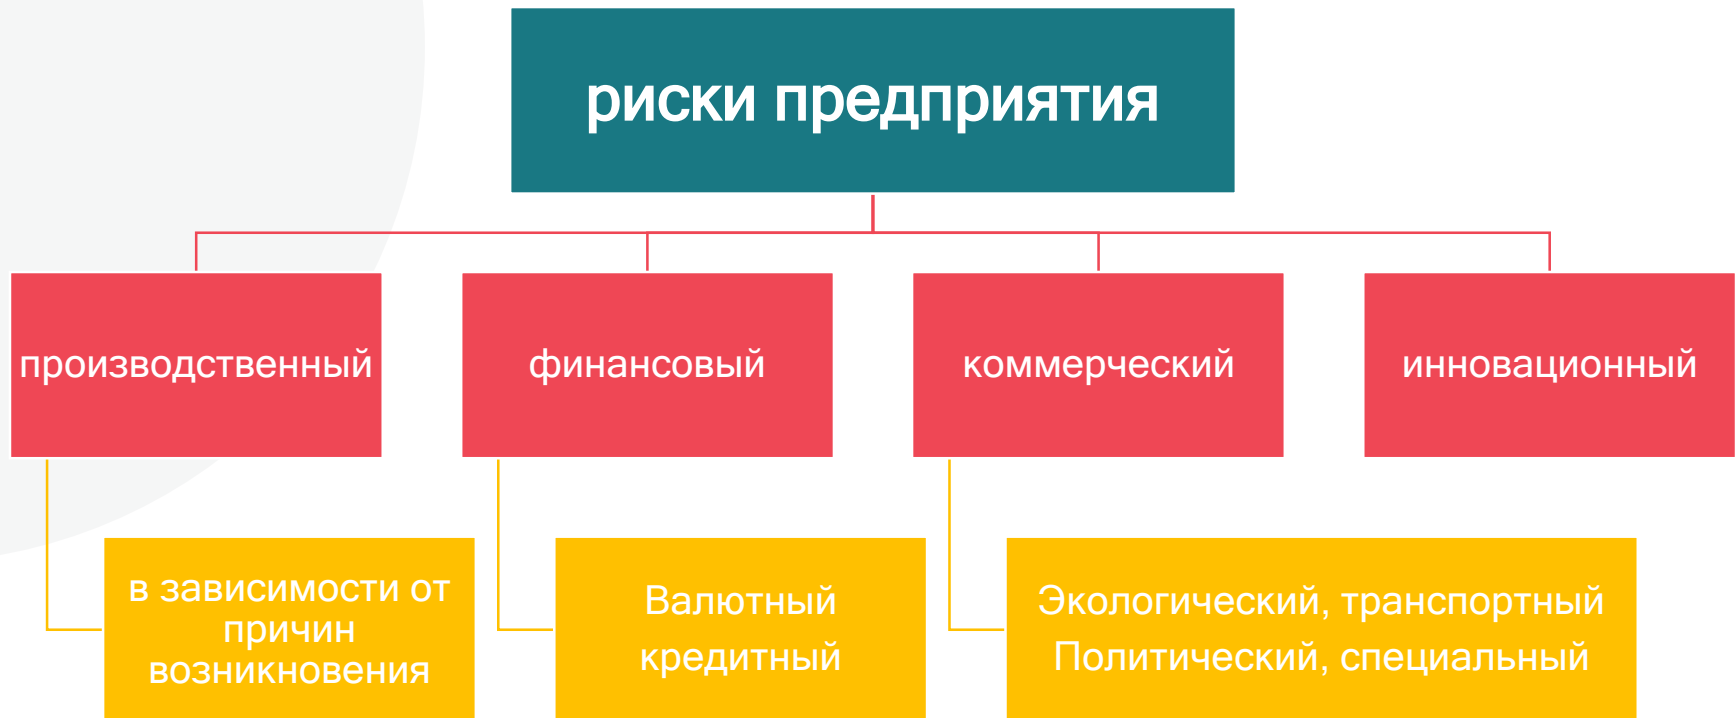 риски предприятия
производственный
финансовый
коммерческий
инновационный
в зависимости от
причин
возникновения
Валютный
кредитный
Экологический, транспортный
Политический, специальный